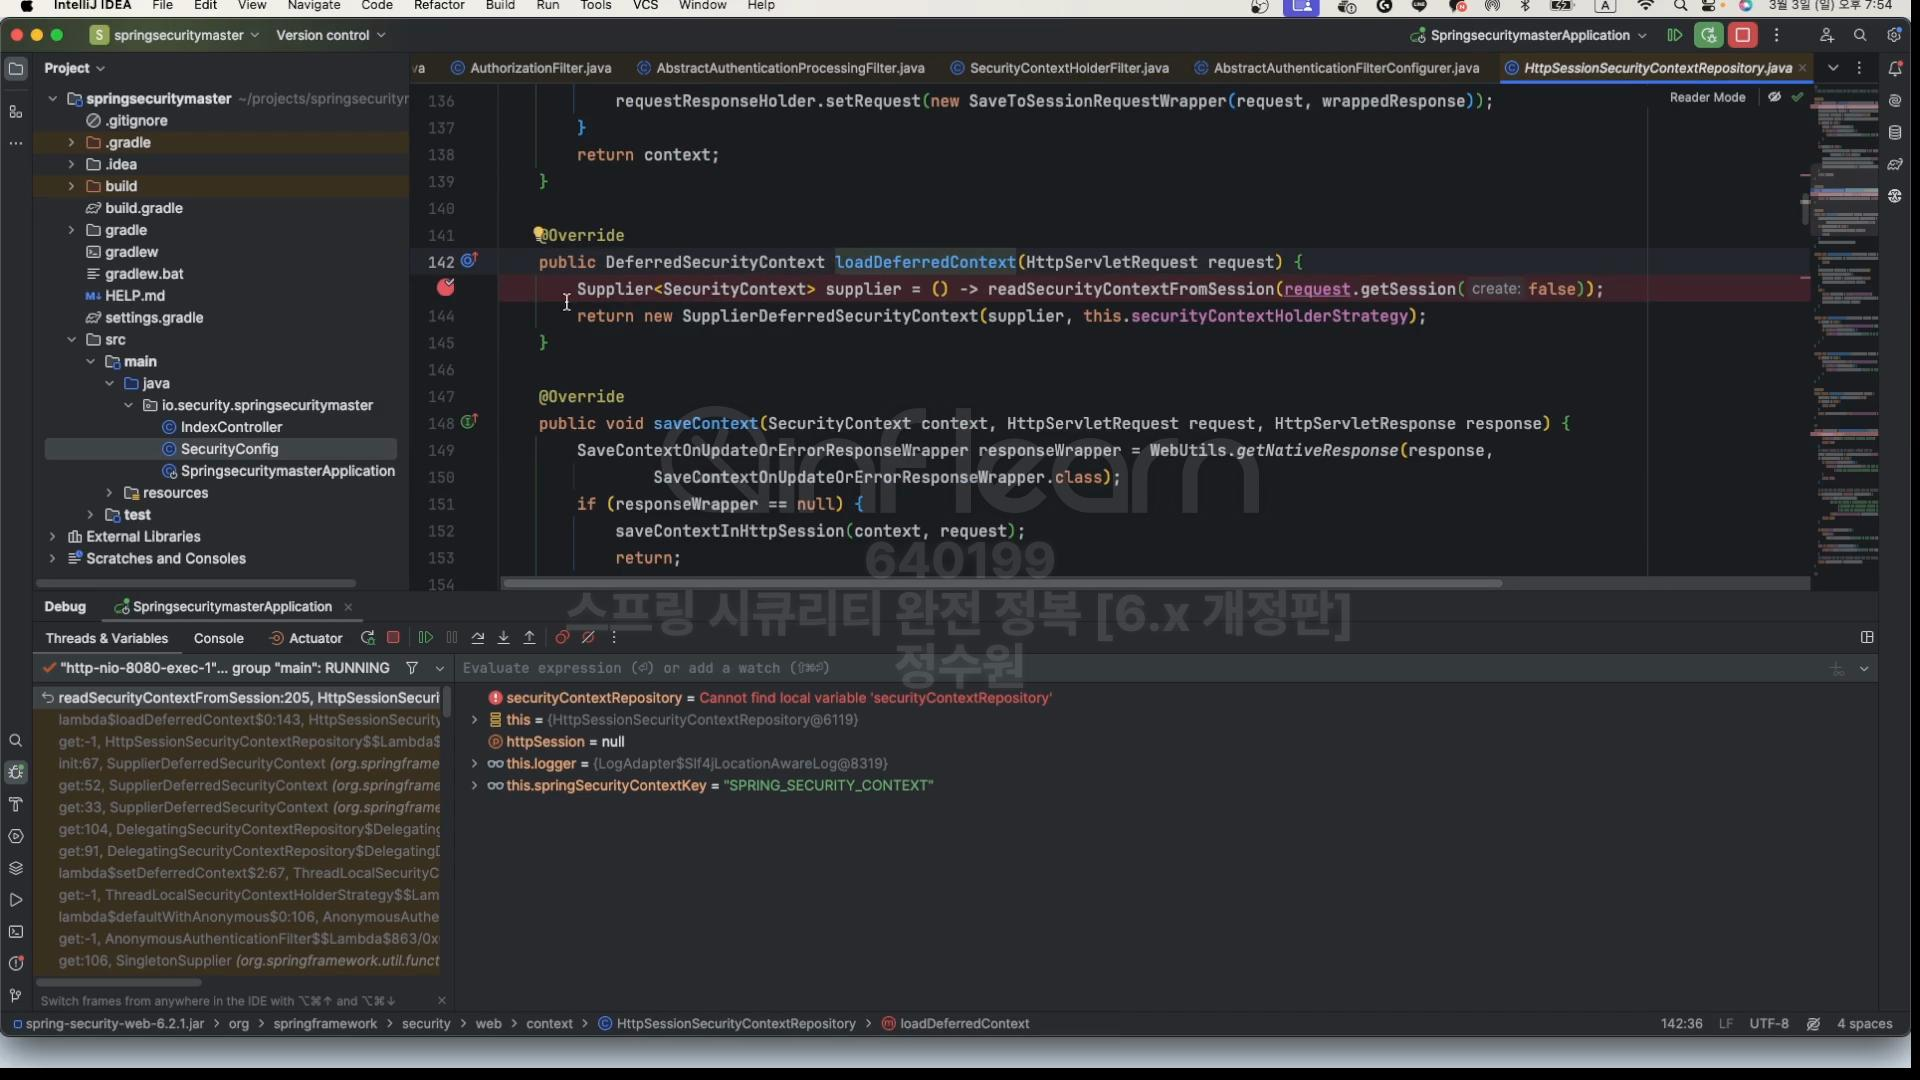 IntelliJ IDEA File Edit View Navigate Code Refactor Build Run Tools VCS Window Help A 3월 3일 (일) 오후 7:54
S springsecuritymaster Version control SpringsecuritymasterApplication
Project
va AuthorizationFilter.java AbstractAuthenticationProcessingFilter.java SecurityContextHolderFilter.java AbstractAuthenticationFilterConfigurer.java HttpSessionSecurityContextRepository.java
Reader Mode
springsecuritymaster ~/projects/springsecurityr
.gitignore
.gradle
.idea
build
build.gradle
gradle
gradlew
gradlew.bat
HELP.md
settings.gradle
src
main
java
io.security.springsecuritymaster
IndexController
SecurityConfig
SpringsecuritymasterApplication
resources
test
External Libraries
Scratches and Consoles
136 requestResponseHolder.setRequest(new SaveToSessionRequestWrapper(request, wrappedResponse));
137 }
138 return context;
139 }
140
141 @Override
142 public DeferredSecurityContext loadDeferredContext(HttpServletRequest request) {
Supplier<SecurityContext> supplier = () -> readSecurityContextFromSession(request.getSession( create: false));
144 return new SupplierDeferredSecurityContext(supplier, this.securityContextHolderStrategy);
145 }
146
147 @Override
148 public void saveContext(SecurityContext context, HttpServletRequest request, HttpServletResponse response) {
149 SaveContextOnUpdateOrErrorResponseWrapper responseWrapper = WebUtils.getNativeResponse(response,
150 SaveContextOnUpdateOrErrorResponseWrapper.class);
151 if (responseWrapper == null) {
152 saveContextInHttpSession(context, request);
153 return;
154
inflearn
640199
스프링 시큐리티 완전 정복 [6.x 개정판]
정수원
Debug SpringsecuritymasterApplication
Threads & Variables Console Actuator
"http-nio-8080-exec-1"... group "main": RUNNING
Evaluate expression (⏎) or add a watch (⇧⌘⏎)
readSecurityContextFromSession:205, HttpSessionSecuri
lambda$loadDeferredContext$0:143, HttpSessionSecurity
get:-1, HttpSessionSecurityContextRepository$$Lambda$
init:67, SupplierDeferredSecurityContext (org.springframe
get:52, SupplierDeferredSecurityContext (org.springframe
get:33, SupplierDeferredSecurityContext (org.springframe
get:104, DelegatingSecurityContextRepository$Delegating
get:91, DelegatingSecurityContextRepository$DelegatingD
lambda$setDeferredContext$2:67, ThreadLocalSecurityC
get:-1, ThreadLocalSecurityContextHolderStrategy$$Lam
lambda$defaultWithAnonymous$0:106, AnonymousAuthe
get:-1, AnonymousAuthenticationFilter$$Lambda$863/0x
get:106, SingletonSupplier (org.springframework.util.funct
securityContextRepository = Cannot find local variable 'securityContextRepository'
this = {HttpSessionSecurityContextRepository@6119}
httpSession = null
this.logger = {LogAdapter$Slf4jLocationAwareLog@8319}
this.springSecurityContextKey = "SPRING_SECURITY_CONTEXT"
Switch frames from anywhere in the IDE with ⌥⌘↑ and ⌥⌘↓
spring-security-web-6.2.1.jar > org > springframework > security > web > context > HttpSessionSecurityContextRepository > loadDeferredContext
142:36 LF UTF-8 4 spaces